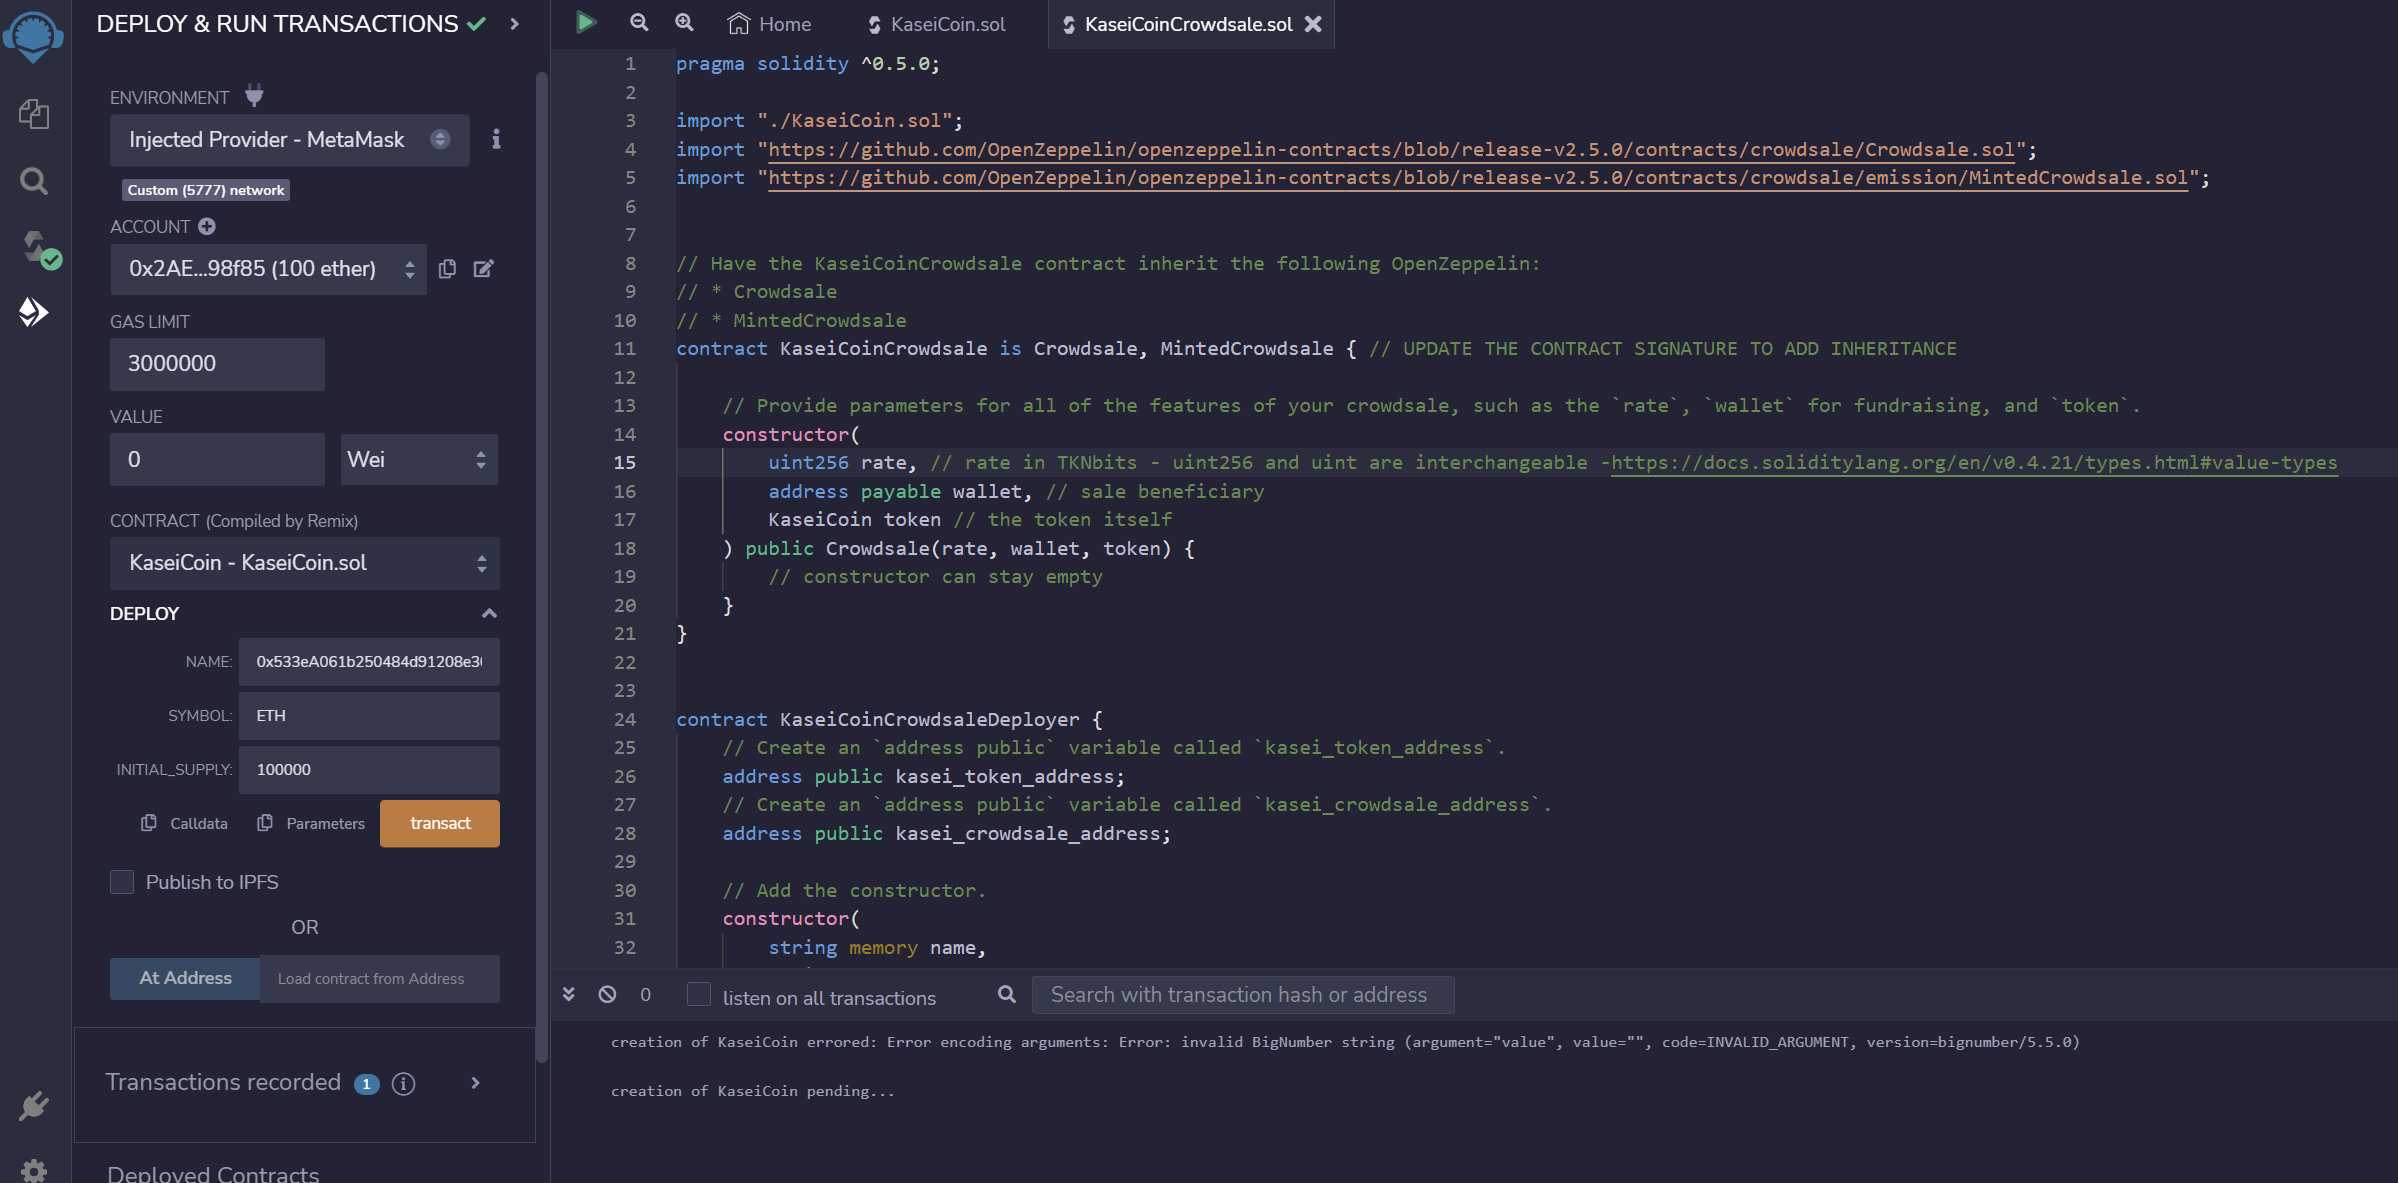 DEPLOY & RUN TRANSACTIONS
ENVIRONMENT
Injected Provider - MetaMask
Custom (5777) network
ACCOUNT
0x2AE...98f85 (100 ether)
GAS LIMIT
3000000
VALUE
0
Wei
CONTRACT (Compiled by Remix)
KaseiCoin - KaseiCoin.sol
DEPLOY
NAME: 0x533eA061b250484d91208e3
SYMBOL: ETH
INITIAL_SUPPLY: 100000
Calldata Parameters transact
Publish to IPFS
OR
At Address Load contract from Address
Transactions recorded 1 i
Deployed Contracts
Home KaseiCoin.sol KaseiCoinCrowdsale.sol
1 pragma solidity ^0.5.0;
2
3 import "./KaseiCoin.sol";
4 import "https://github.com/OpenZeppelin/openzeppelin-contracts/blob/release-v2.5.0/contracts/crowdsale/Crowdsale.sol";
5 import "https://github.com/OpenZeppelin/openzeppelin-contracts/blob/release-v2.5.0/contracts/crowdsale/emission/MintedCrowdsale.sol";
6
7
8 // Have the KaseiCoinCrowdsale contract inherit the following OpenZeppelin:
9 // * Crowdsale
10 // * MintedCrowdsale
11 contract KaseiCoinCrowdsale is Crowdsale, MintedCrowdsale { // UPDATE THE CONTRACT SIGNATURE TO ADD INHERITANCE
12
13 // Provide parameters for all of the features of your crowdsale, such as the `rate`, `wallet` for fundraising, and `token`.
14 constructor(
15 uint256 rate, // rate in TKNbits - uint256 and uint are interchangeable -https://docs.soliditylang.org/en/v0.4.21/types.html#value-types
16 address payable wallet, // sale beneficiary
17 KaseiCoin token // the token itself
18 ) public Crowdsale(rate, wallet, token) {
19 // constructor can stay empty
20 }
21 }
22
23
24 contract KaseiCoinCrowdsaleDeployer {
25 // Create an `address public` variable called `kasei_token_address`.
26 address public kasei_token_address;
27 // Create an `address public` variable called `kasei_crowdsale_address`.
28 address public kasei_crowdsale_address;
29
30 // Add the constructor.
31 constructor(
32 string memory name,
0 listen on all transactions Search with transaction hash or address
creation of KaseiCoin errored: Error encoding arguments: Error: invalid BigNumber string (argument="value", value="", code=INVALID_ARGUMENT, version=bignumber/5.5.0)
creation of KaseiCoin pending...